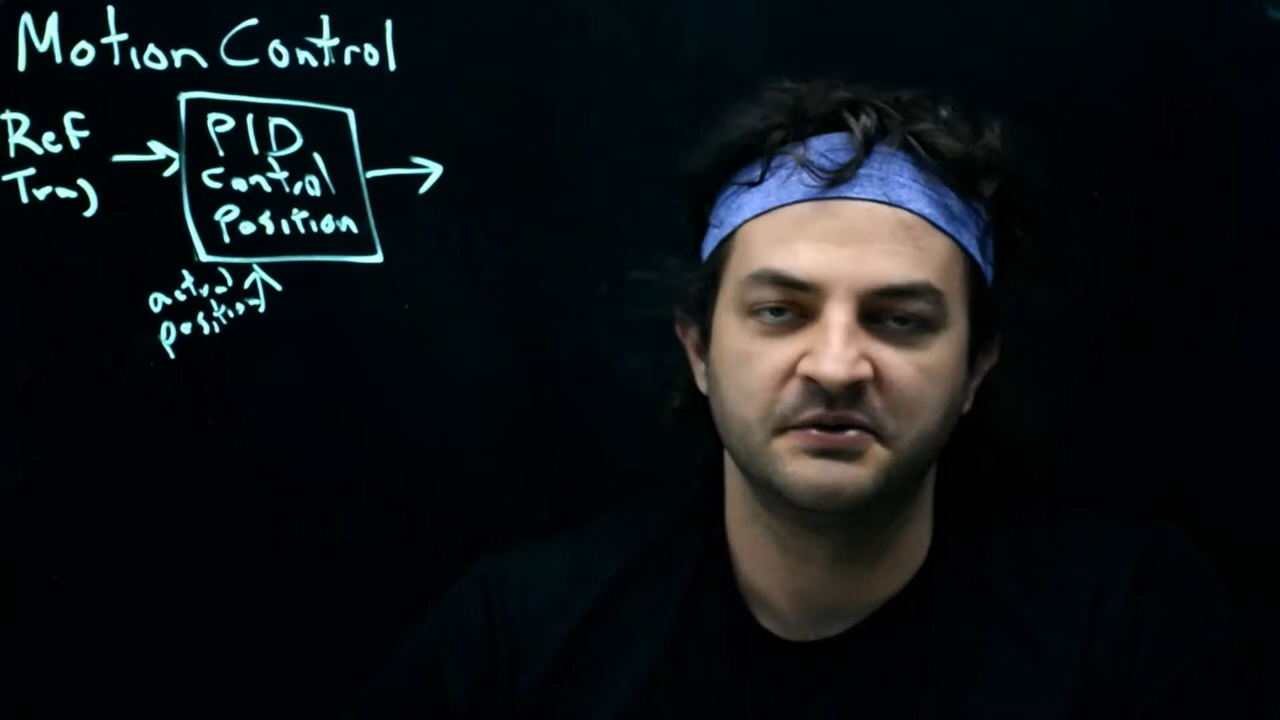 Motion Control
Ref
Traj
PID
control
Position
actual
position